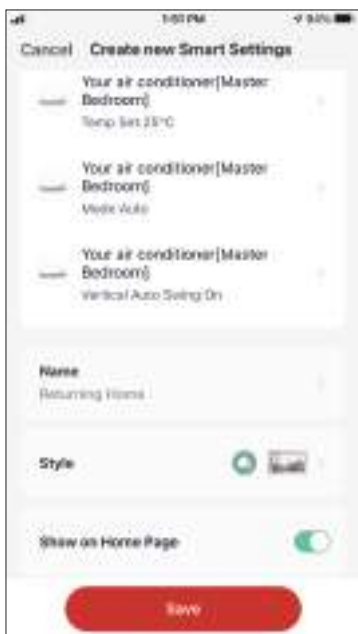 1:51 PM
Cancel Create new Smart Settings
Your air conditioner[Master
Bedroom]
Temp Set 25°C
Your air conditioner[Master
Bedroom]
Mode Auto
Your air conditioner[Master
Bedroom]
Vertical Auto Swing On
Name
Returning Home
Style
Show on Home Page
Save